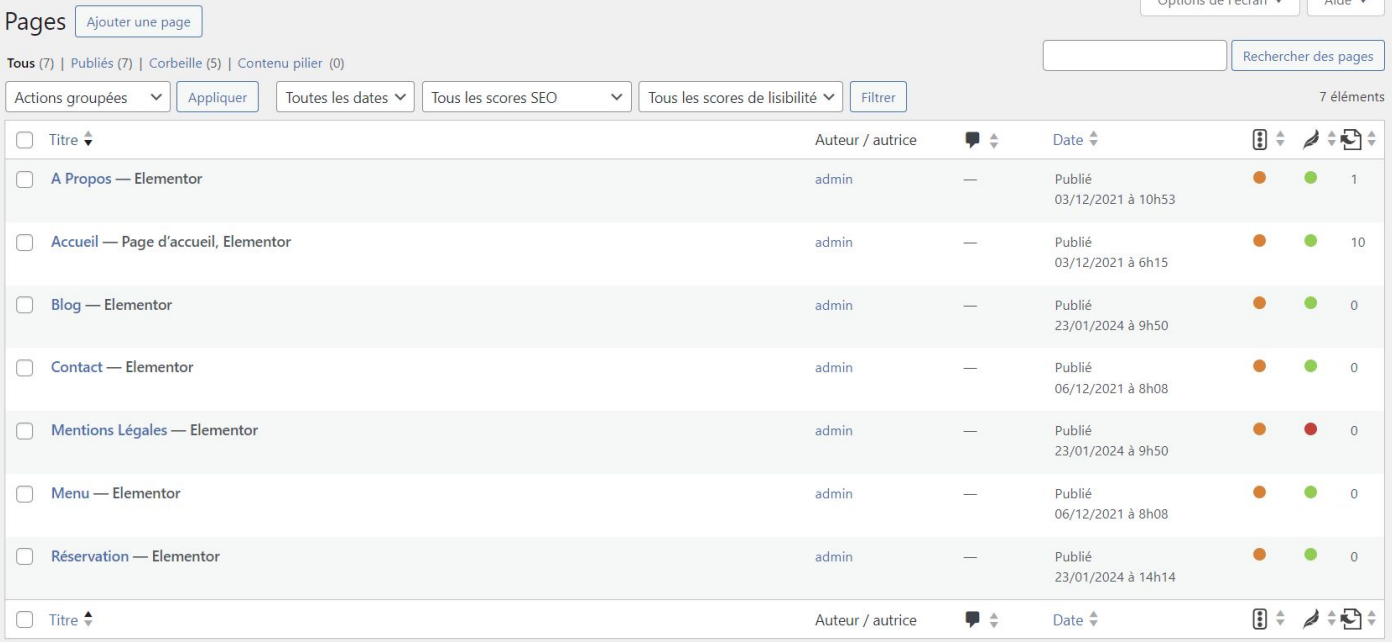 Options de l'écran Aide
Pages Ajouter une page
Tous (7) | Publiés (7) | Corbeille (5) | Contenu pilier (0)
Rechercher des pages
Actions groupées Appliquer Toutes les dates Tous les scores SEO Tous les scores de lisibilité Filtrer 7 éléments
Titre Auteur / autrice Date
A Propos — Elementor admin — Publié 1
03/12/2021 à 10h53
Accueil — Page d’accueil, Elementor admin — Publié 10
03/12/2021 à 6h15
Blog — Elementor admin — Publié 0
23/01/2024 à 9h50
Contact — Elementor admin — Publié 0
06/12/2021 à 8h08
Mentions Légales — Elementor admin — Publié 0
23/01/2024 à 9h50
Menu — Elementor admin — Publié 0
06/12/2021 à 8h08
Réservation — Elementor admin — Publié 0
23/01/2024 à 14h14
Titre Auteur / autrice Date